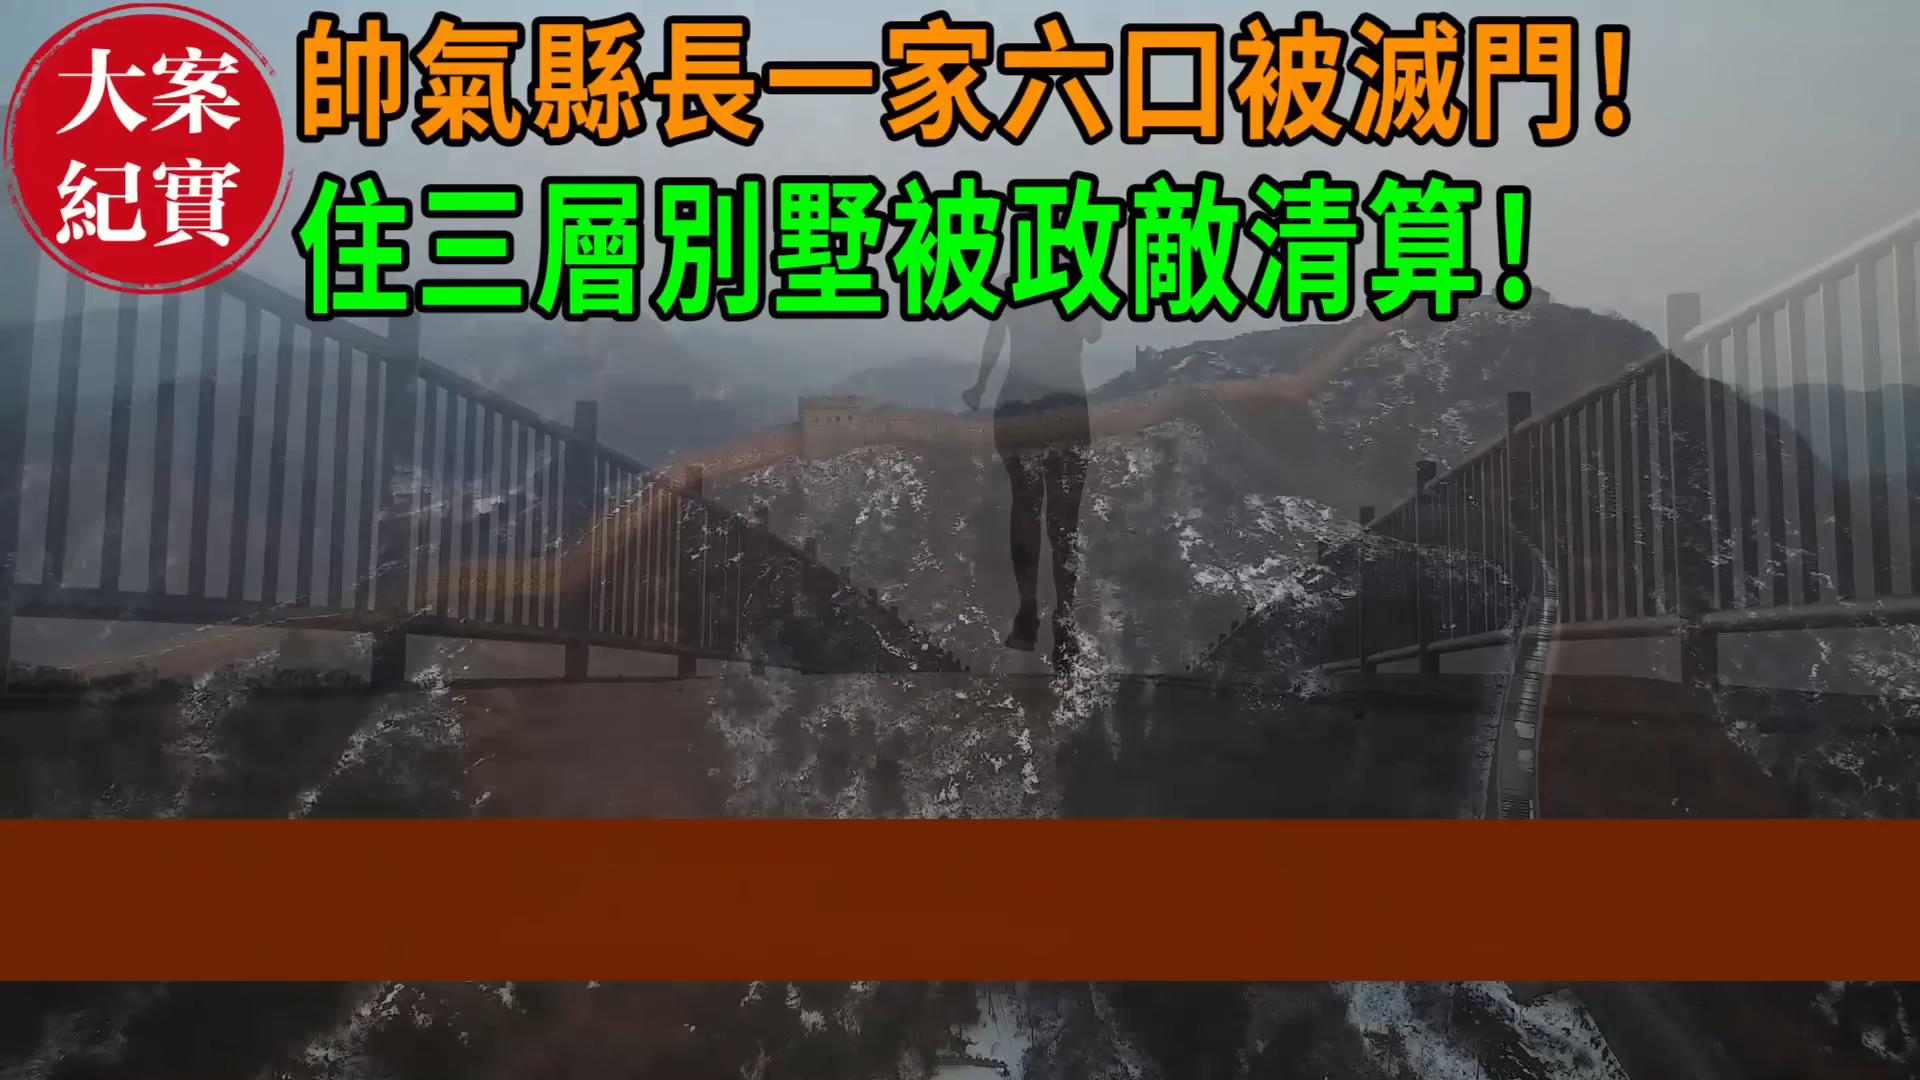 大案
紀實
帥氣縣長一家六口被滅門！
住三層別墅被政敵清算！